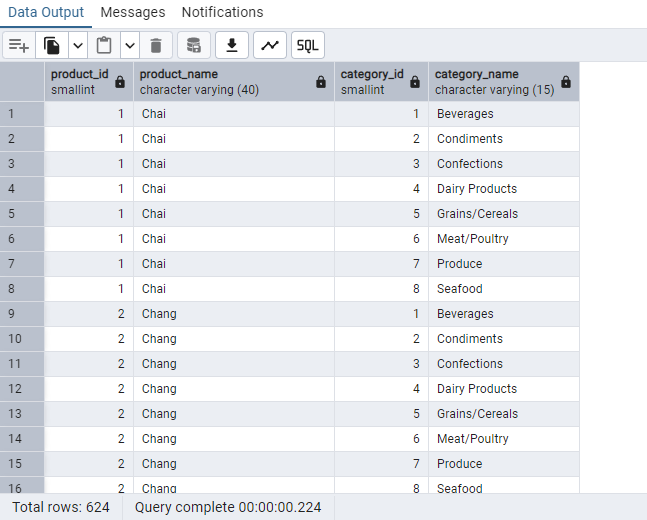 Data Output Messages Notifications
SQL
product_id product_name category_id category_name
smallint character varying (40) smallint character varying (15)
1 1 Chai 1 Beverages
2 1 Chai 2 Condiments
3 1 Chai 3 Confections
4 1 Chai 4 Dairy Products
5 1 Chai 5 Grains/Cereals
6 1 Chai 6 Meat/Poultry
7 1 Chai 7 Produce
8 1 Chai 8 Seafood
9 2 Chang 1 Beverages
10 2 Chang 2 Condiments
11 2 Chang 3 Confections
12 2 Chang 4 Dairy Products
13 2 Chang 5 Grains/Cereals
14 2 Chang 6 Meat/Poultry
15 2 Chang 7 Produce
16 2 Chang 8 Seafood
Total rows: 624 Query complete 00:00:00.224